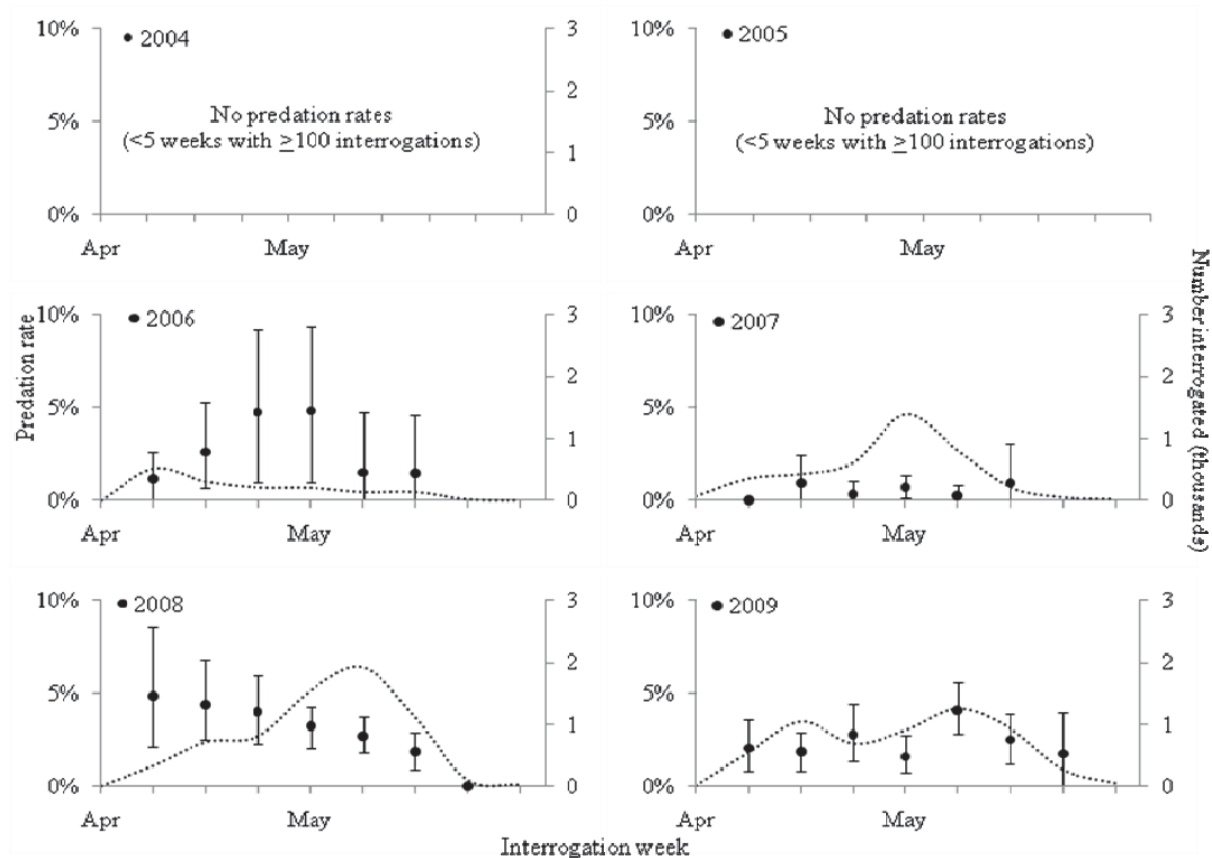 10%
5%
0%
2004
No predation rates
(<5 weeks with ≥100 interrogations)
3
2
1
0
Apr
May
10%
5%
0%
2005
No predation rates
(<5 weeks with ≥100 interrogations)
Apr
May
Predation rate
10%
5%
0%
2006
3
2
1
0
Apr
May
10%
5%
0%
2007
3
2
1
0
Apr
May
Number interrogated (thousands)
10%
5%
0%
2008
3
2
1
0
Apr
May
10%
5%
0%
2009
3
2
1
0
Apr
May
Interrogation week